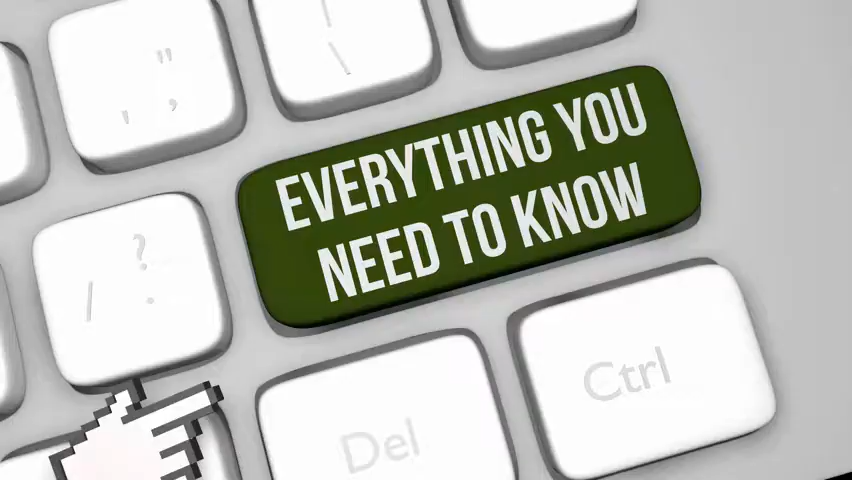 "
' ,
\
EVERYTHING YOU
NEED TO KNOW
?
/
Ctrl
Del